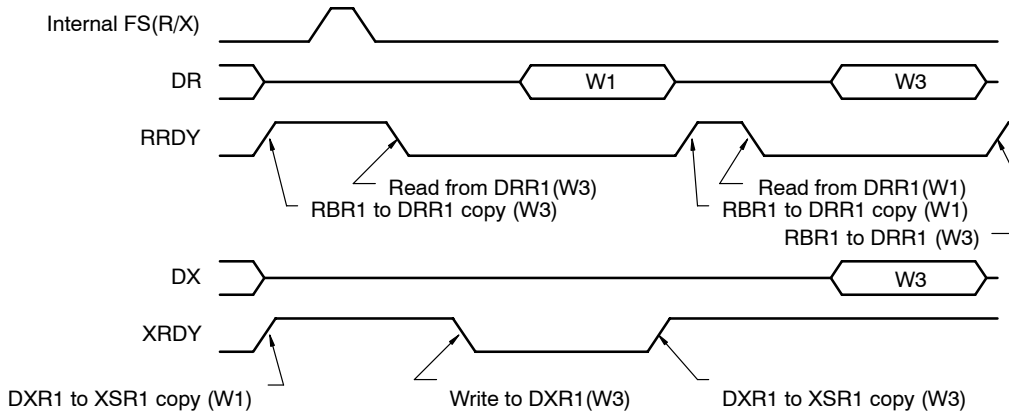 Internal FS(R/X)
DR
W1
W3
RRDY
Read from DRR1(W3)
Read from DRR1(W1)
RBR1 to DRR1 copy (W3)
RBR1 to DRR1 copy (W1)
RBR1 to DRR1 (W3)
DX
W3
XRDY
DXR1 to XSR1 copy (W1)
Write to DXR1(W3)
DXR1 to XSR1 copy (W3)